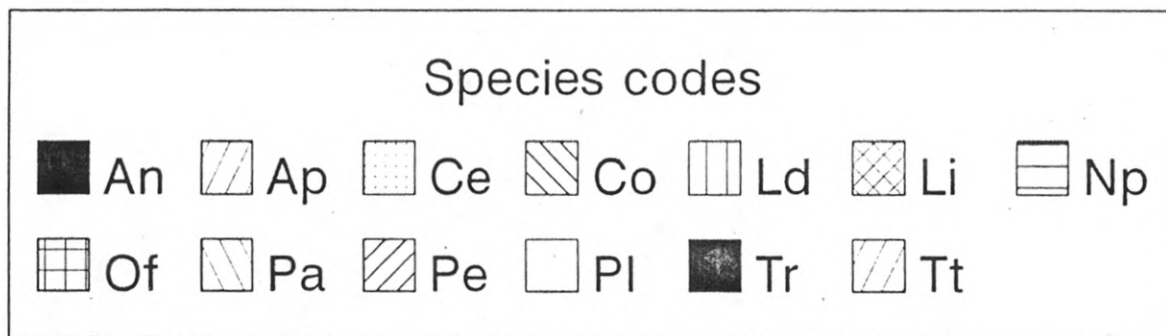 Species codes
An Ap Ce Co Ld Li Np
Of Pa Pe Pl Tr Tt